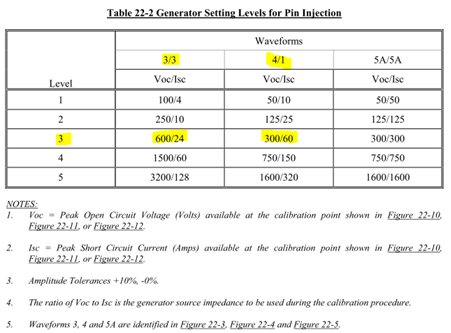 Table 22-2 Generator Setting Levels for Pin Injection
Waveforms
3/3 4/1 5A/5A
Level Voc/Isc Voc/Isc Voc/Isc
1 100/4 50/10 50/50
2 250/10 125/25 125/125
3 600/24 300/60 300/300
4 1500/60 750/150 750/750
5 3200/128 1600/320 1600/1600
NOTES:
1. Voc = Peak Open Circuit Voltage (Volts) available at the calibration point shown in Figure 22-10,
Figure 22-11, or Figure 22-12.
2. Isc = Peak Short Circuit Current (Amps) available at the calibration point shown in Figure 22-10,
Figure 22-11, or Figure 22-12.
3. Amplitude Tolerances +10%, -0%.
4. The ratio of Voc to Isc is the generator source impedance to be used during the calibration procedure.
5. Waveforms 3, 4 and 5A are identified in Figure 22-3, Figure 22-4 and Figure 22-5.